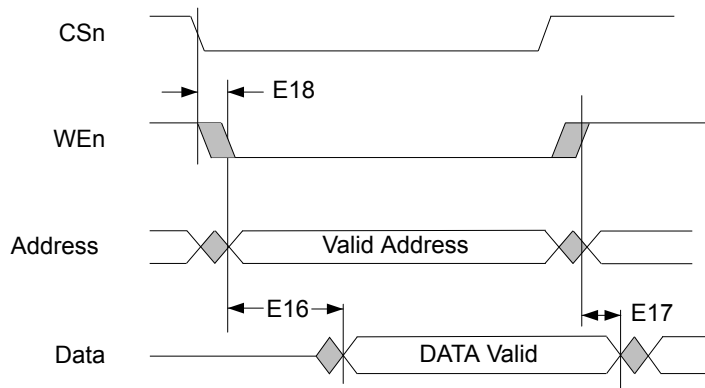 CSn
E18
WEn
Address
Valid Address
E16
E17
Data
DATA Valid